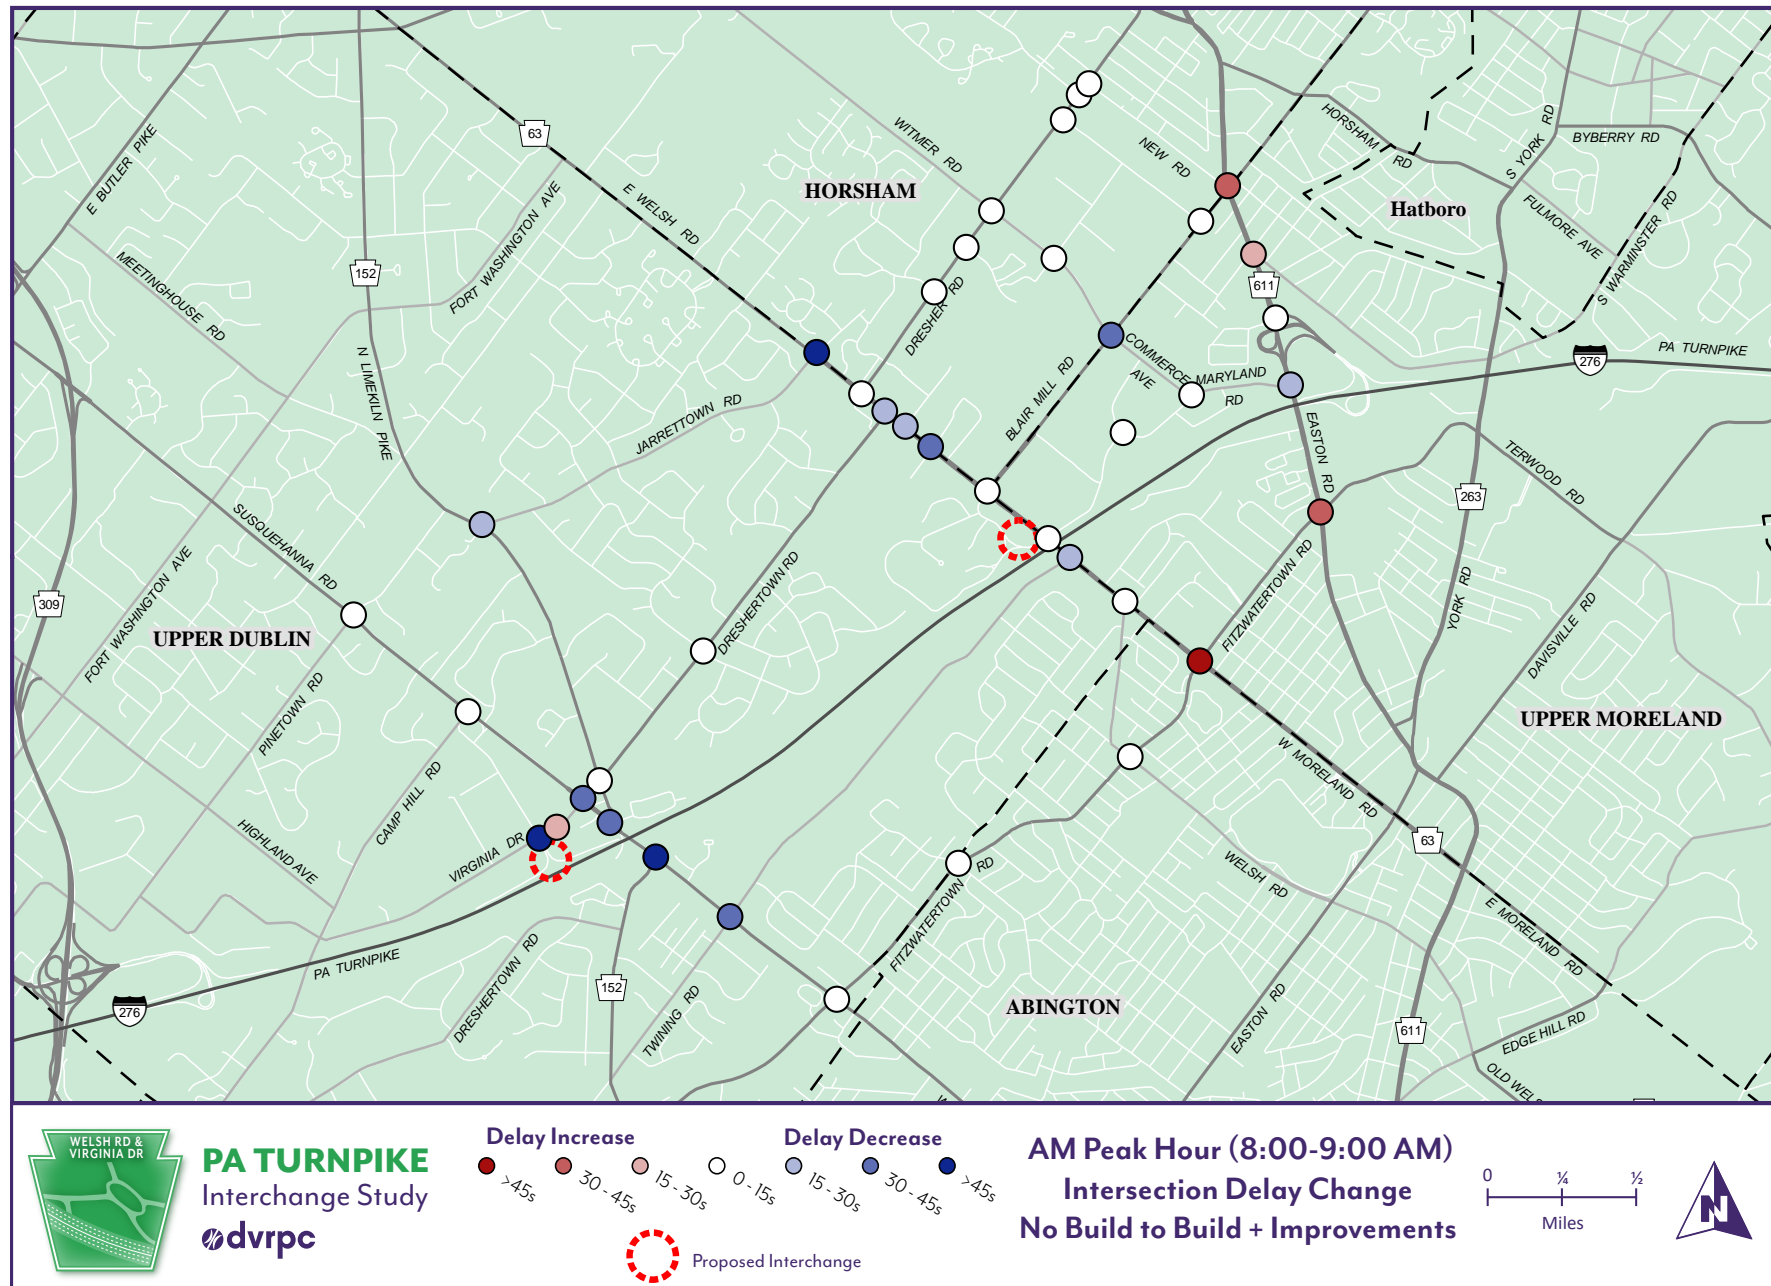 E BUTLER PIKE
63
WITMER RD
NEW RD
HORSHAM RD
S YORK RD
BYBERRY RD
HORSHAM
Hatboro
E WELSH RD
FORT WASHINGTON AVE
FULMORE AVE
S WARMINSTER RD
MEETINGHOUSE RD
152
611
DRESHER RD
N LIMEKILN PIKE
COMMERCE AVE
MARYLAND RD
PA TURNPIKE
276
JARRETTOWN RD
BLAIR MILL RD
EASTON RD
TERWOOD RD
263
SUSQUEHANNA RD
309
FORT WASHINGTON AVE
UPPER DUBLIN
DRESHERTOWN RD
FITZWATERTOWN RD
YORK RD
DAVISVILLE RD
PINETOWN RD
UPPER MORELAND
CAMP HILL RD
W MORELAND RD
HIGHLAND AVE
VIRGINIA DR
63
WELSH RD
FITZWATERTOWN RD
E MORELAND RD
PA TURNPIKE
DRESHERTOWN RD
152
276
TWINING RD
ABINGTON
EASTON RD
611
EDGE HILL RD
OLD WELS
WELSH RD &
VIRGINIA DR
PA TURNPIKE
Interchange Study
dvrpc
Delay Increase
Delay Decrease
>45s
30 - 45s
15 - 30s
0 - 15s
15 - 30s
30 - 45s
>45s
Proposed Interchange
AM Peak Hour (8:00-9:00 AM)
Intersection Delay Change
No Build to Build + Improvements
0 ¼ ½
Miles
N